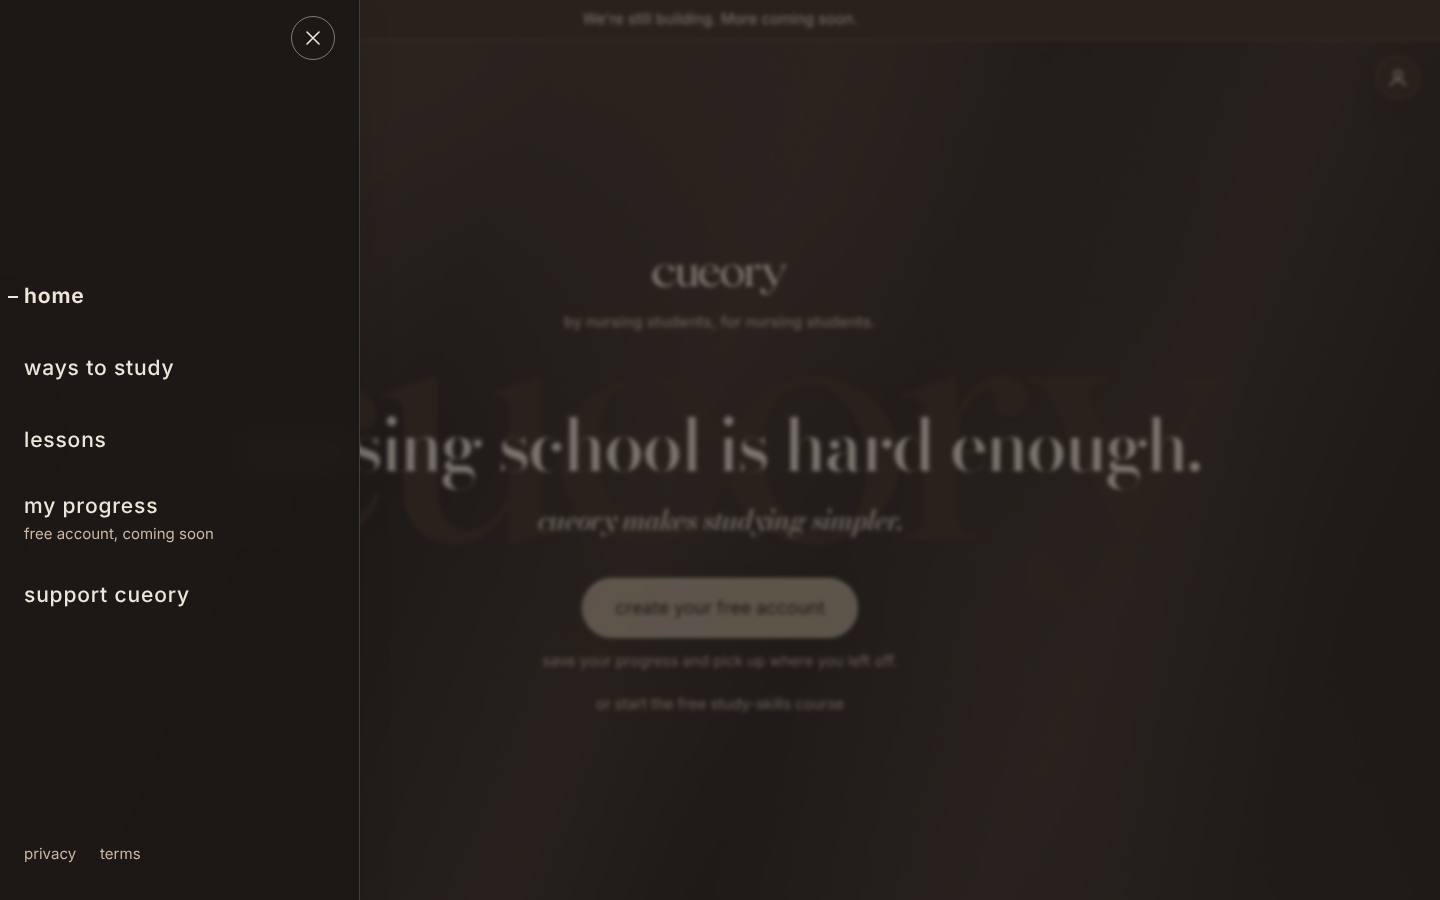 We're still building. More coming soon.
– home
ways to study
lessons
my progress
free account, coming soon
support cueory
privacy terms
cueory
by nursing students, for nursing students.
cueory
sing school is hard enough.
cueory makes studying simpler.
create your free account
save your progress and pick up where you left off.
or start the free study-skills course